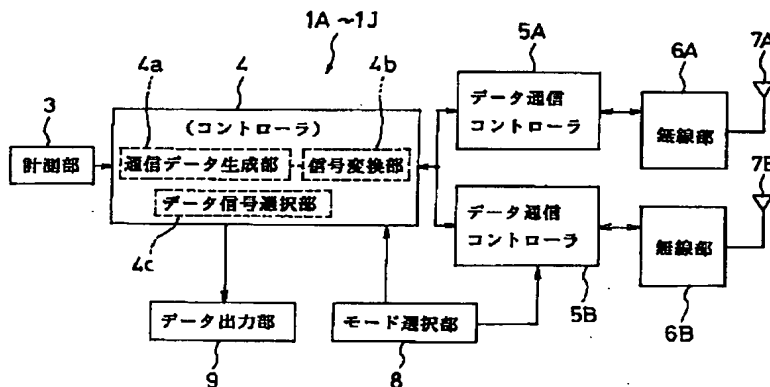 1A～1J
5A
7A
4a
4
4b
6A
3
(コントローラ)
データ通信
コントローラ
無線部
計測部
通信データ生成部
信号変換部
7B
データ信号選択部
データ通信
コントローラ
無線部
4c
5B
6B
データ出力部
モード選択部
9
8